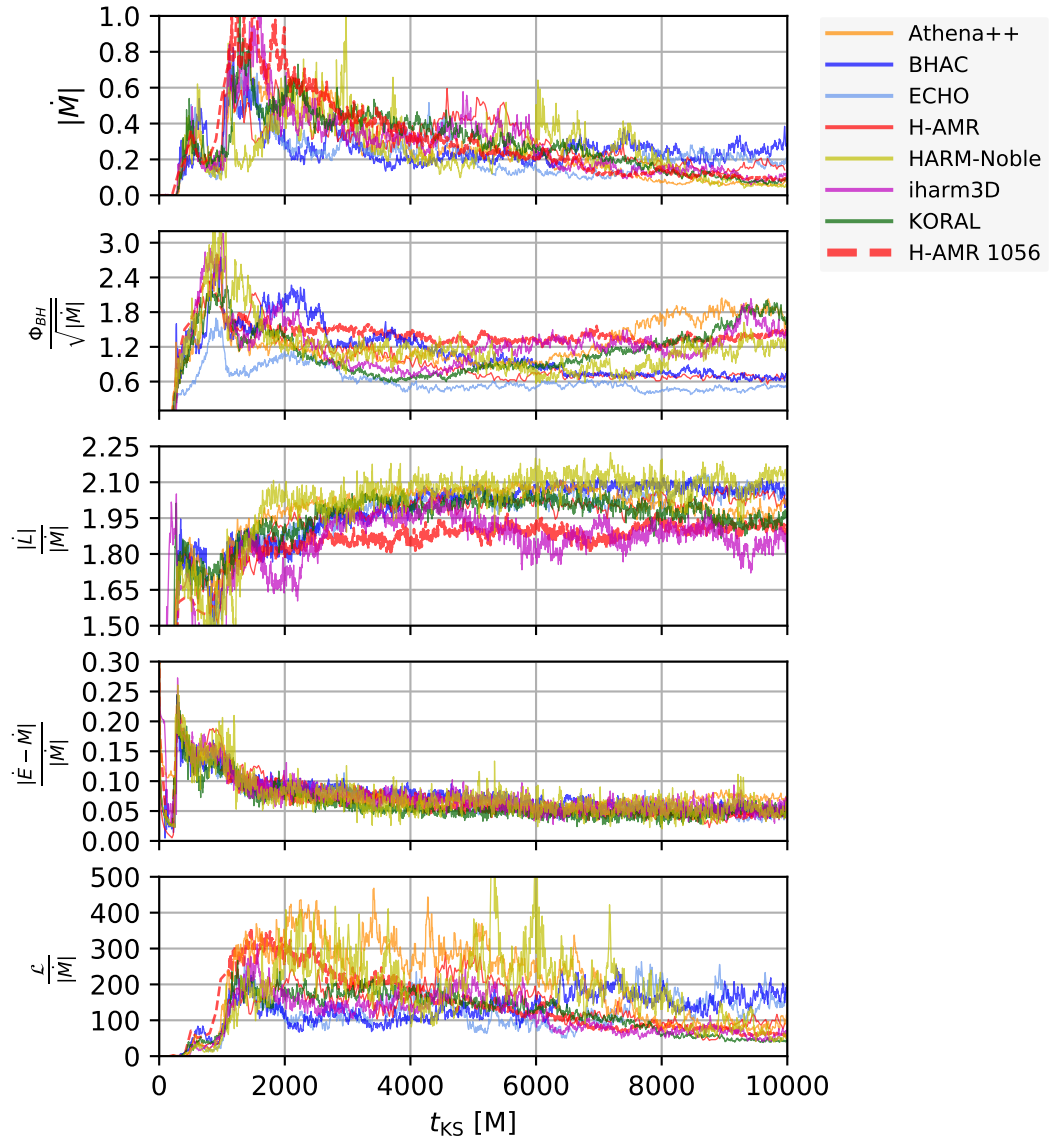 1.0
0.8
0.6
0.4
0.2
0.0
|Ṁ|
3.0
2.4
1.8
1.2
0.6
Φ_BH / √|Ṁ|
2.25
2.10
1.95
1.80
1.65
1.50
|L̇| / |Ṁ|
0.30
0.25
0.20
0.15
0.10
0.05
0.00
|Ė − Ṁ| / |Ṁ|
500
400
300
200
100
0
ℒ / |Ṁ|
0 2000 4000 6000 8000 10000
t_KS [M]
Athena++
BHAC
ECHO
H-AMR
HARM-Noble
iharm3D
KORAL
H-AMR 1056